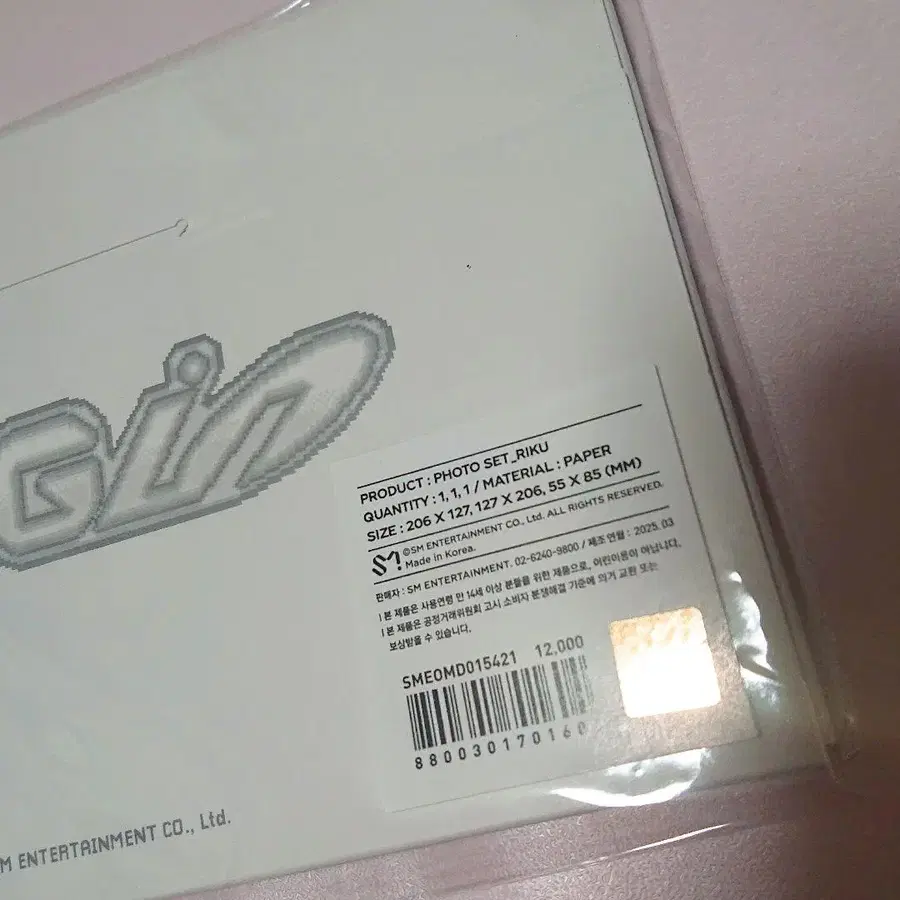 Gin
PRODUCT : PHOTO SET_RIKU
QUANTITY : 1, 1, 1 / MATERIAL : PAPER
SIZE : 206 X 127, 127 X 206, 55 X 85 (MM)
SM! ©SM ENTERTAINMENT CO., Ltd. ALL RIGHTS RESERVED.
Made in Korea.
판매자 : SM ENTERTAINMENT. 02-6240-9800 / 제조연월 : 2025.03
| 본 제품은 사용연령 만 14세 이상 분들을 위한 제품으로, 어린이용이 아닙니다.
| 본 제품은 공정거래위원회 고시 소비자 분쟁해결 기준에 의거 교환 또는
보상받을 수 있습니다.
SMEOMD015421 12,000
880030170160
M ENTERTAINMENT CO., Ltd.